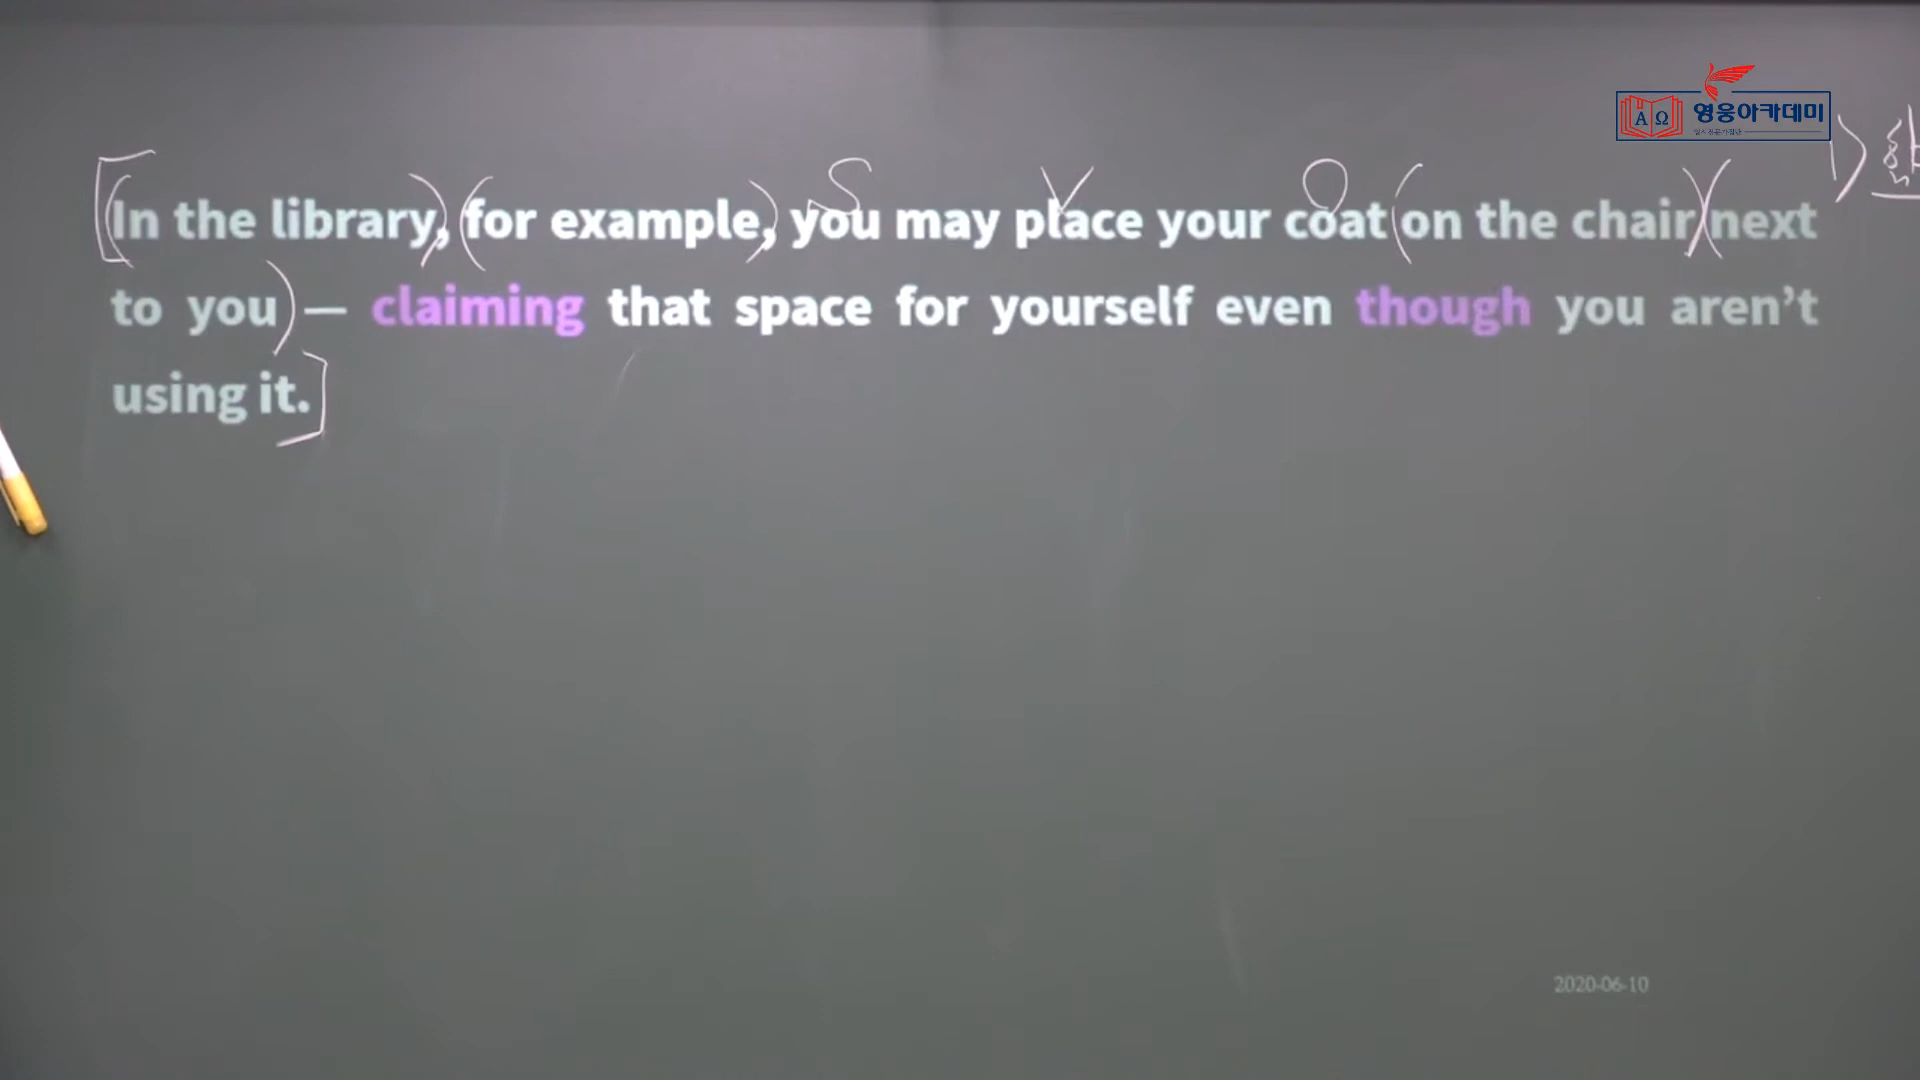 영웅아카데미
A Ω
S V O
1)
In the library, for example, you may place your coat on the chair next
to you — claiming that space for yourself even though you aren't
using it.
2020-06-10